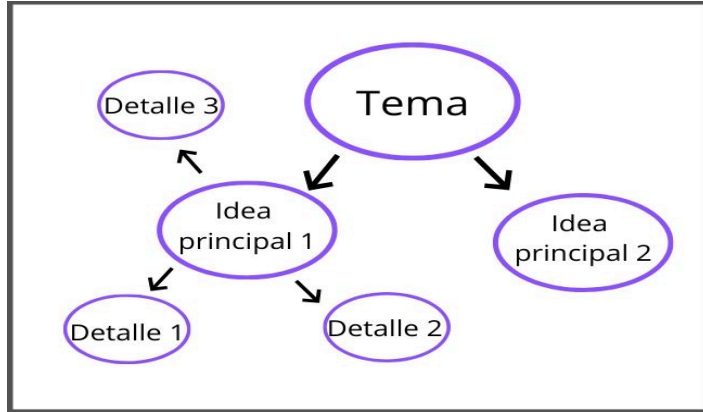 Tema
Detalle 3
Idea
principal 1
Idea
principal 2
Detalle 1
Detalle 2